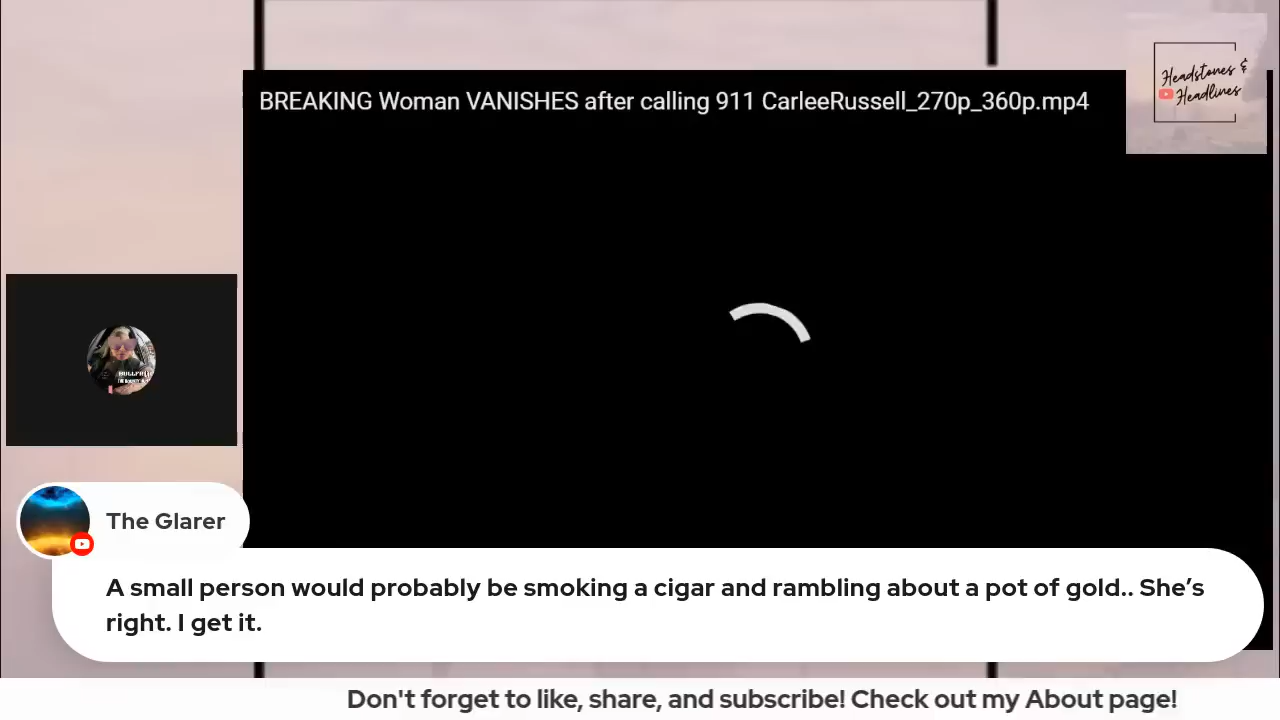 BREAKING Woman VANISHES after calling 911 CarleeRussell_270p_360p.mp4
Headstones &
Headlines
The Glarer
A small person would probably be smoking a cigar and rambling about a pot of gold.. She’s
right. I get it.
Don't forget to like, share, and subscribe! Check out my About page!